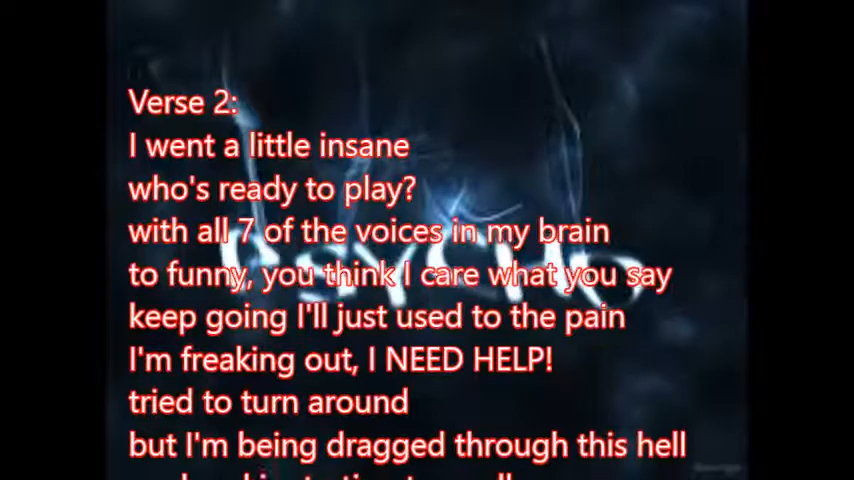 Verse 2:
I went a little insane
who's ready to play?
with all 7 of the voices in my brain
to funny, you think I care what you say
PSYCHO
keep going I'll just used to the pain
I'm freaking out, I NEED HELP!
tried to turn around
but I'm being dragged through this hell